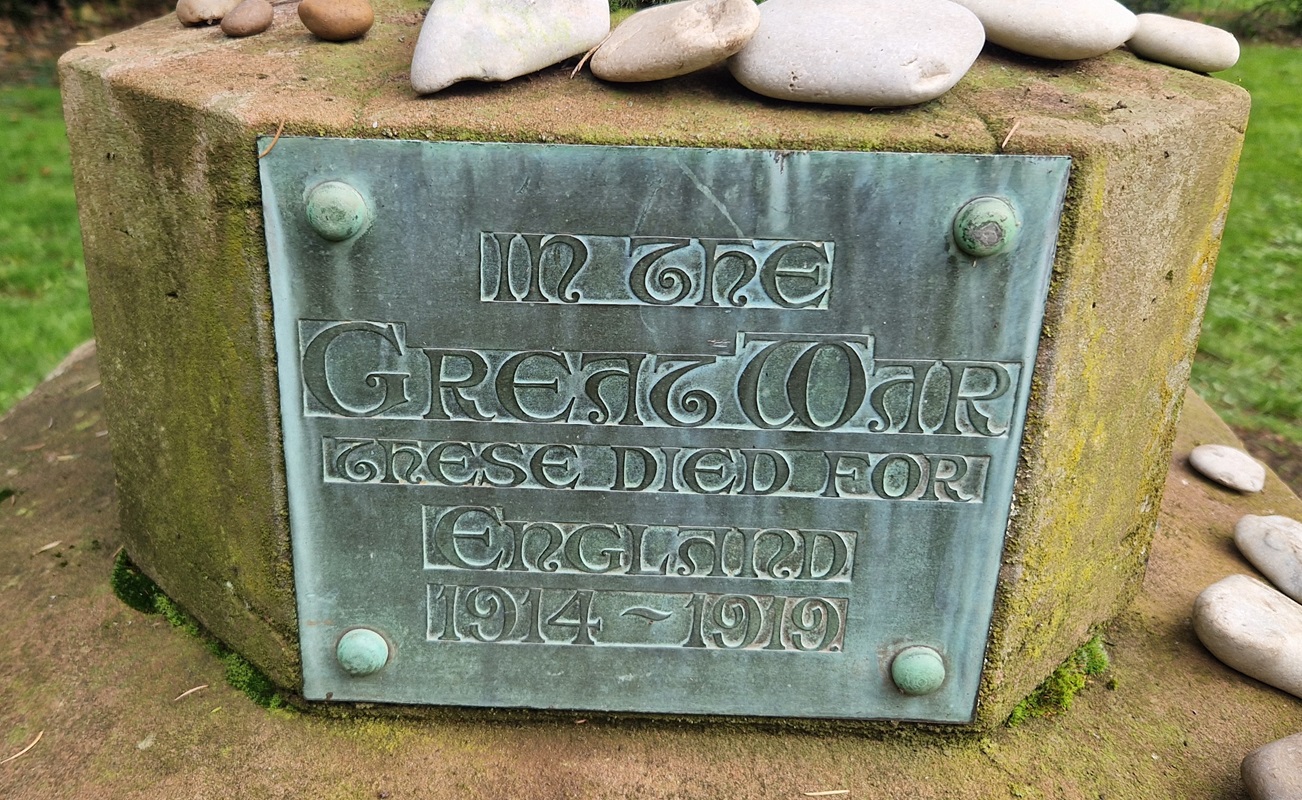 In the
Great War
these died for
England
1914 ~ 1919.